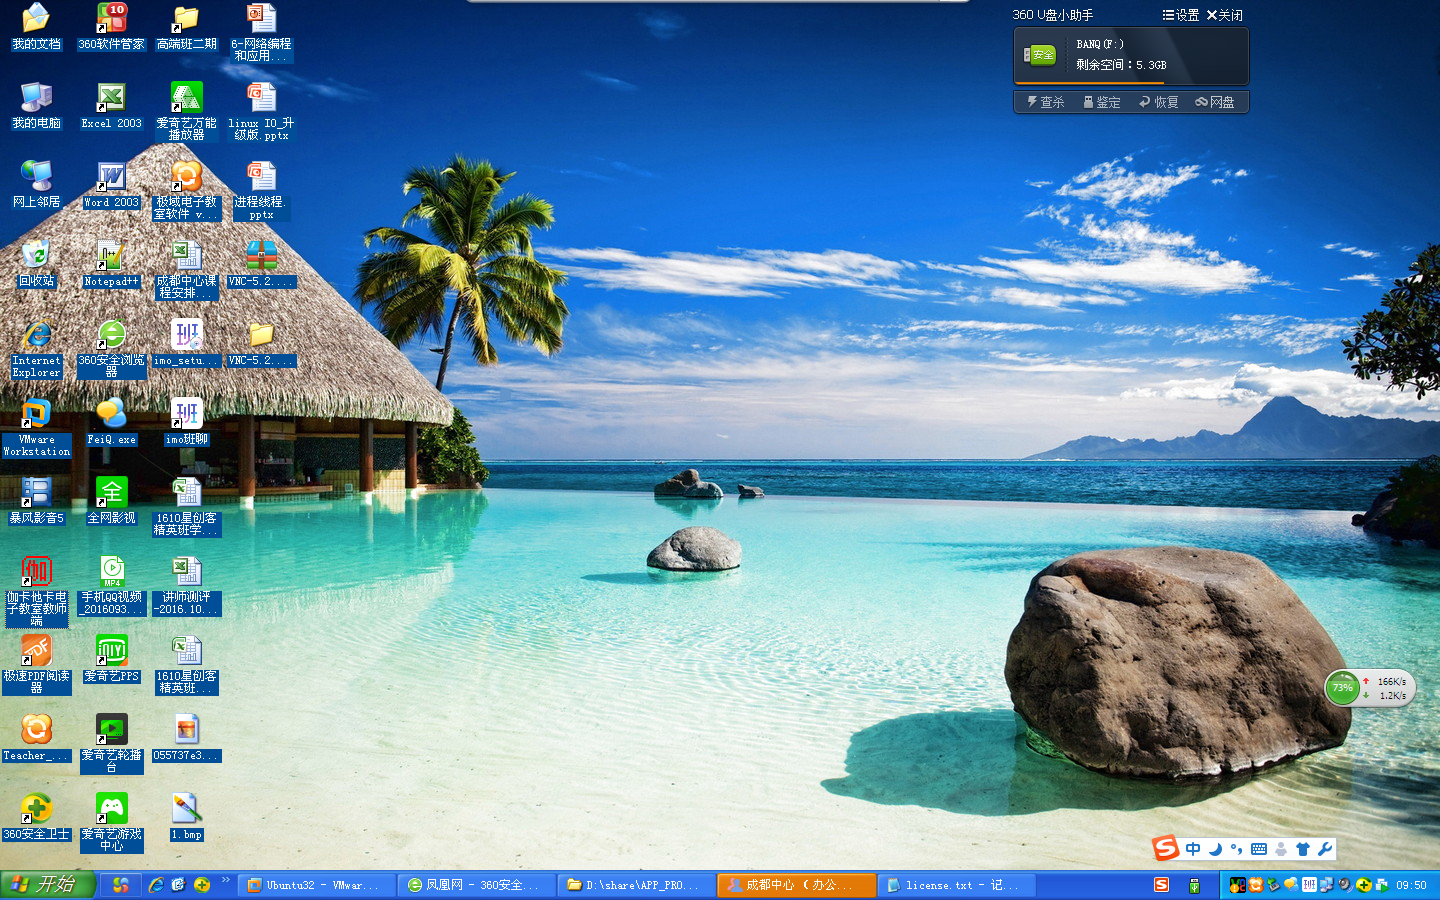 我的文档
360软件管家
10
高端班二期
6-网络编程
和应用...
我的电脑
Excel 2003
爱奇艺万能
播放器
linux IO_升
级版.pptx
网上邻居
Word 2003
极域电子教
室软件 v...
进程线程.
pptx
回收站
Notepad++
成都中心课
程安排...
VNC-5.2....
Internet
Explorer
360安全浏览
器
imo_setu...
VNC-5.2....
VMware
Workstation
FeiQ.exe
imo班聊
暴风影音5
全网影视
1610星创客
精英班学...
伽卡他卡电
子教室教师
端
手机QQ视频
_2016093...
讲师测评
-2016.10...
极速PDF阅读
器
爱奇艺PPS
1610星创客
精英班...
Teacher_...
爱奇艺轮播
台
055737e3...
360安全卫士
爱奇艺游戏
中心
1.bmp
360 U盘小助手
设置
关闭
安全
BANQ(F:)
剩余空间：5.3GB
查杀
鉴定
恢复
网盘
73%
166K/s
1.2K/s
中
开始
Ubuntu32 - VMwar...
凤凰网 - 360安全...
D:\share\APP_PRO...
成都中心 (办公...
license.txt - 记...
09:50